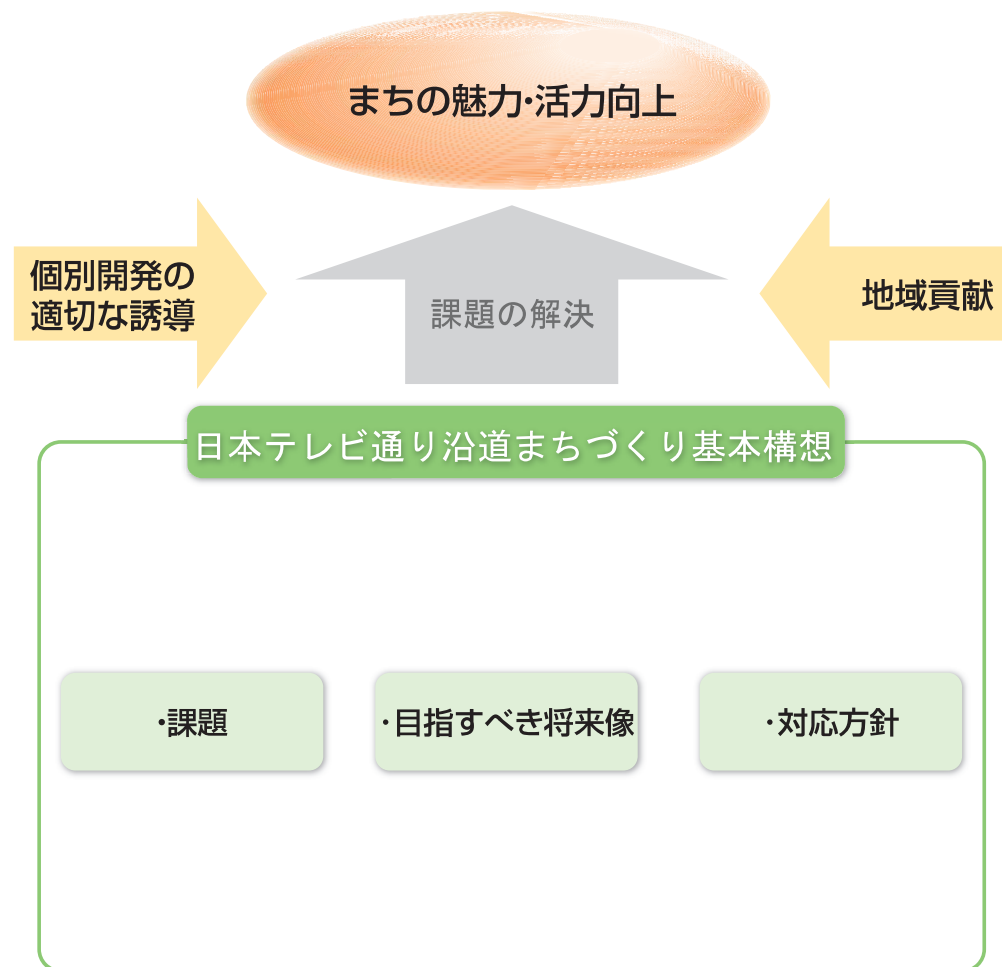 まちの魅力・活力向上
個別開発の
適切な誘導
課題の解決
地域貢献
日本テレビ通り沿道まちづくり基本構想
・課題
・目指すべき将来像
・対応方針